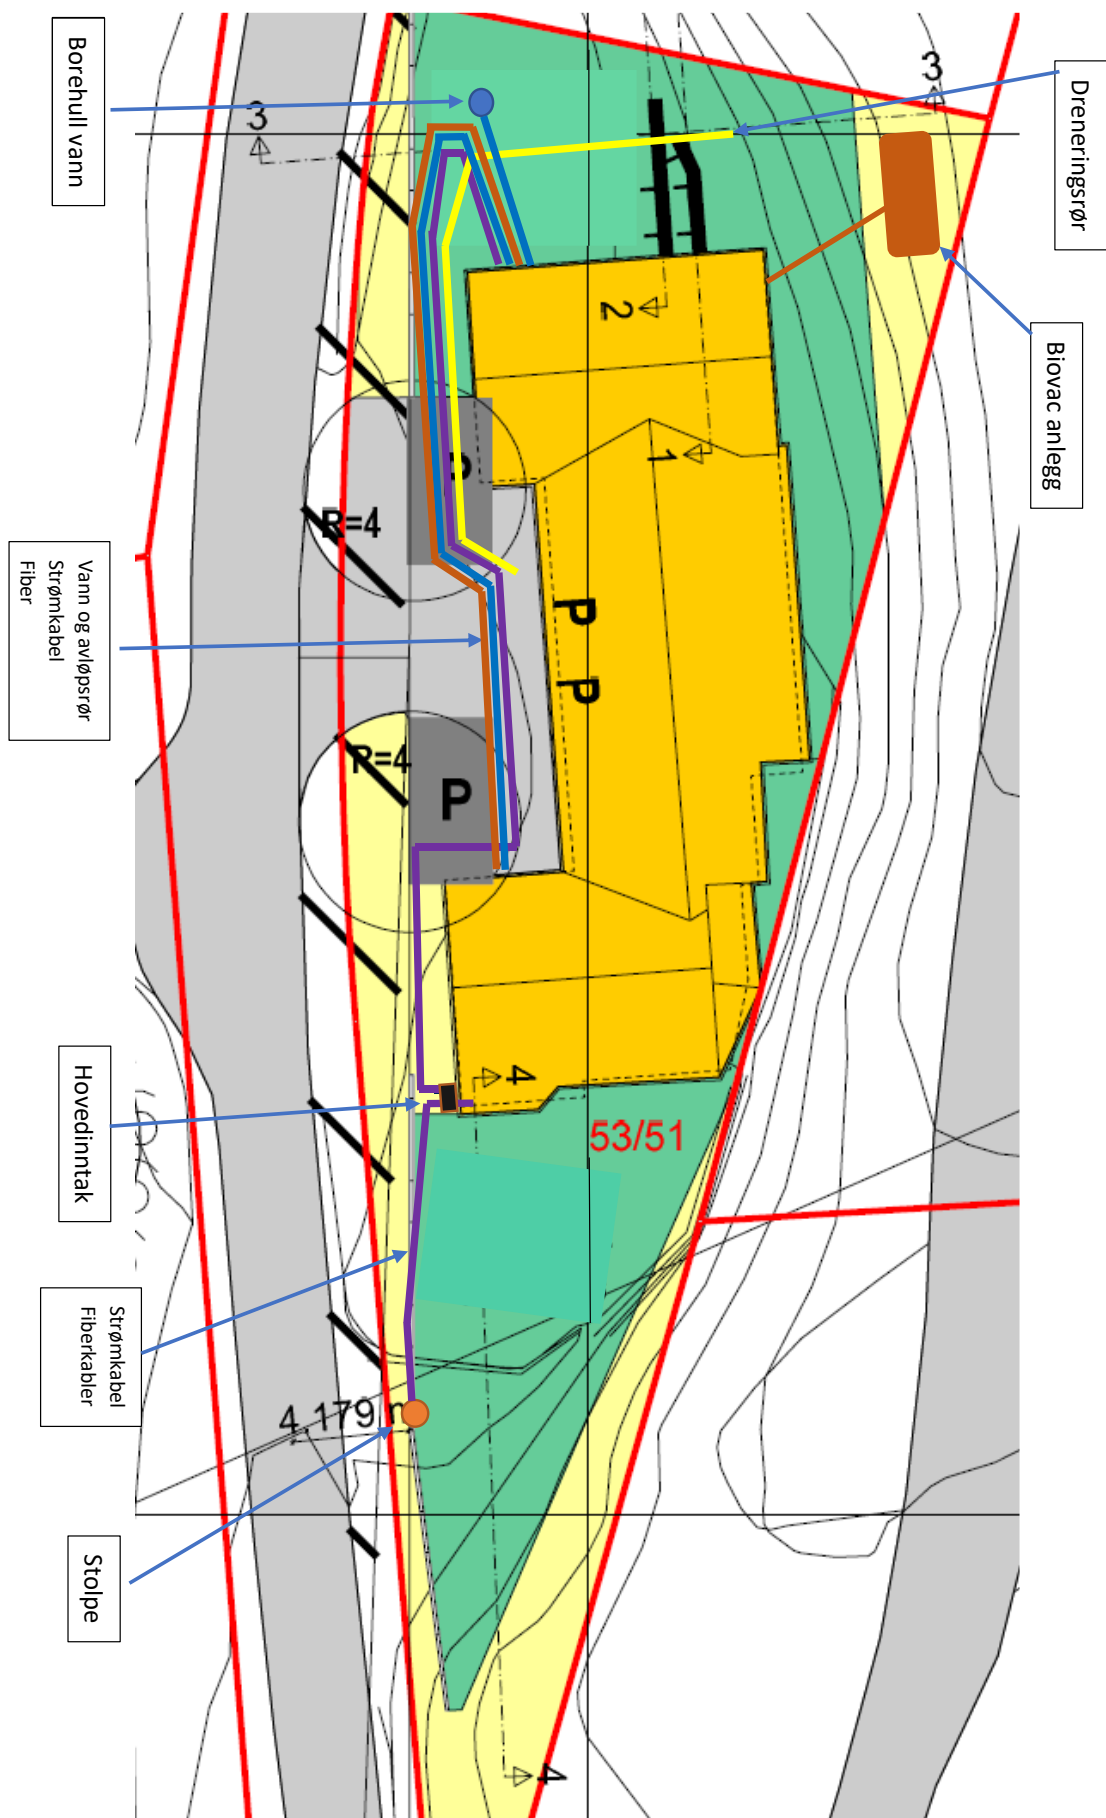 Borehull vann
Dreneringsrør
3
3
2
Biovac anlegg
1
P
R=4
Vann og avløpsrør
Strømkabel
Fiber
P
P
R=4
P
Hovedinntak
4
53/51
Strømkabel
Fiberkabler
4,179
Stolpe
4